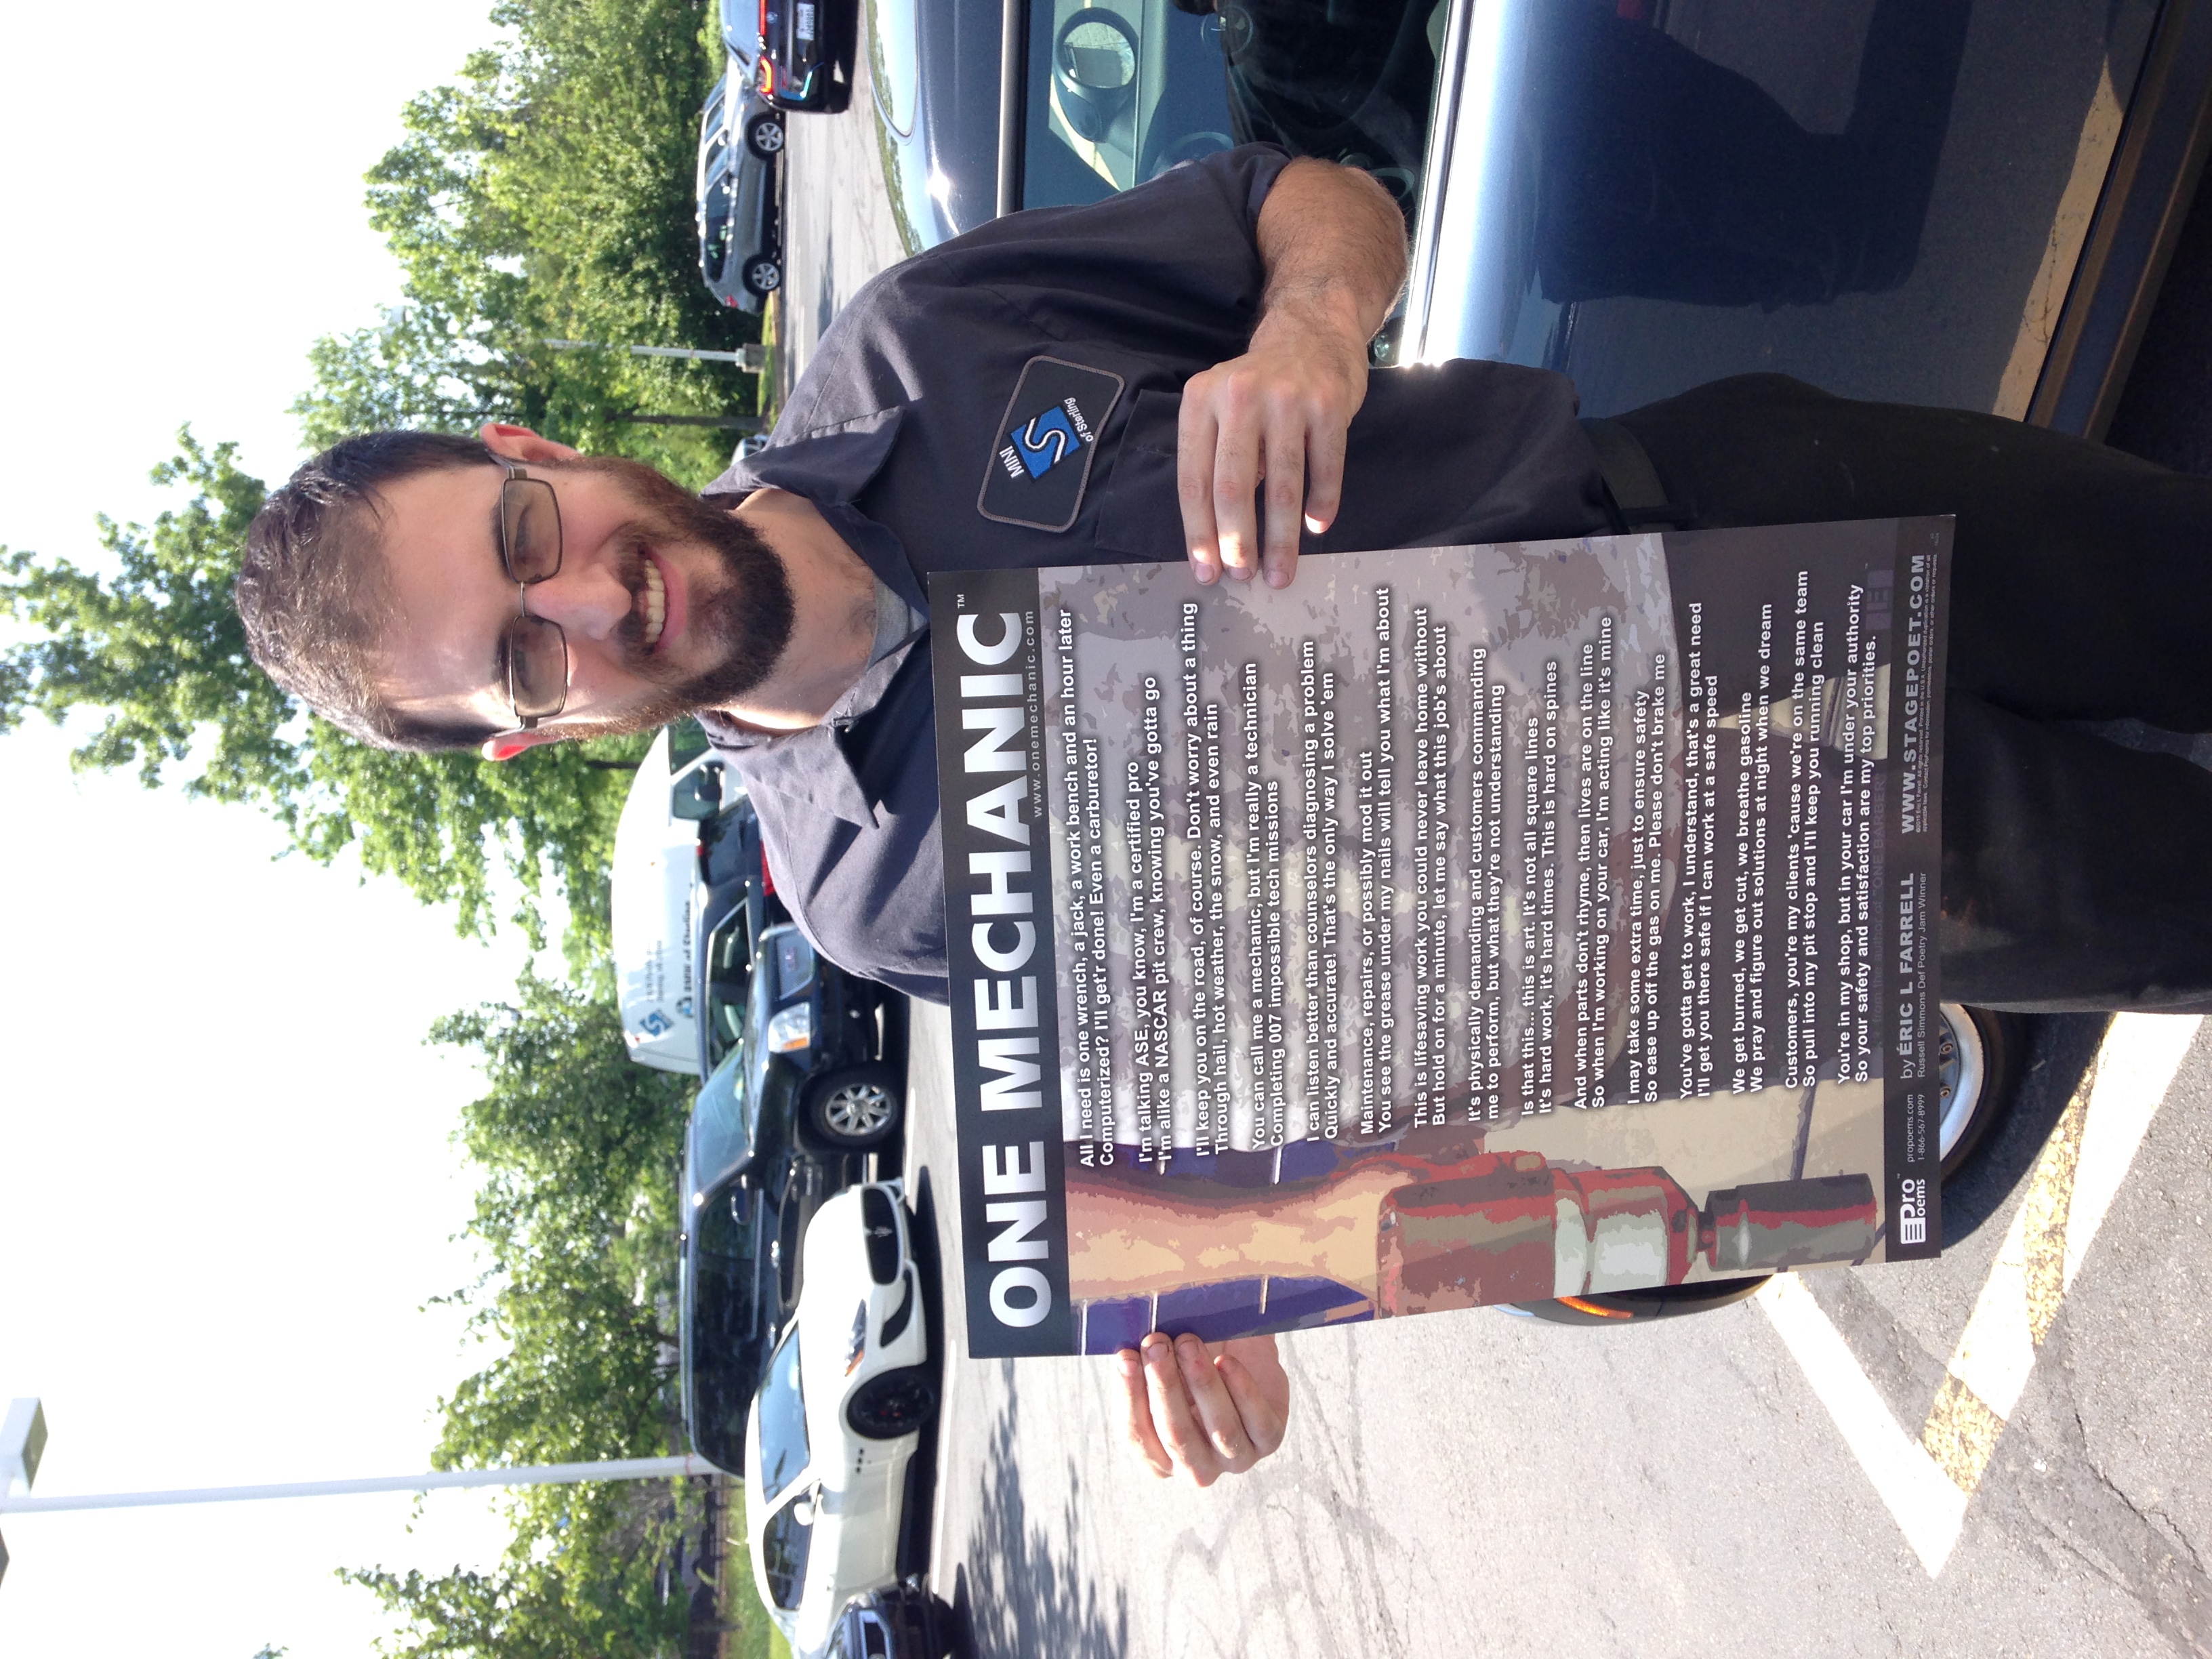 MINI
of Sterling
ONE MECHANIC™
www.onemechanic.com
All I need is one wrench, a jack, a work bench and an hour later
Computerized? I'll get'r done! Even a carburetor!
I'm talking ASE, you know, I'm a certified pro
I'm alike a NASCAR pit crew, knowing you've gotta go
I'll keep you on the road, of course. Don't worry about a thing
Through hail, hot weather, the snow, and even rain
You can call me a mechanic, but I'm really a technician
Completing 007 impossible tech missions
I can listen better than counselors diagnosing a problem
Quickly and accurate! That's the only way I solve 'em
Maintenance, repairs, or possibly mod it out
You see the grease under my nails will tell you what I'm about
This is lifesaving work you could never leave home without
But hold on for a minute, let me say what this job's about
It's physically demanding and customers commanding
me to perform, but what they're not understanding
Is that this... this is art. It's not all square lines
It's hard work, it's hard times. This is hard on spines
And when parts don't rhyme, then lives are on the line
So when I'm working on your car, I'm acting like it's mine
I may take some extra time, just to ensure safety
So ease up off the gas on me. Please don't brake me
You've gotta get to work, I understand, that's a great need
I'll get you there safe if I can work at a safe speed
We get burned, we get cut, we breathe gasoline
We pray and figure out solutions at night when we dream
Customers, you're my clients 'cause we're on the same team
So pull into my pit stop and I'll keep you running clean
You're in my shop, but in your car I'm under your authority
So your safety and satisfaction are my top priorities.
Pro Poems™
propoems.com
1-866-567-8999
by ERIC L FARRELL
Russell Simmons Def Poetry Jam Winner
WWW.STAGEPOET.COM